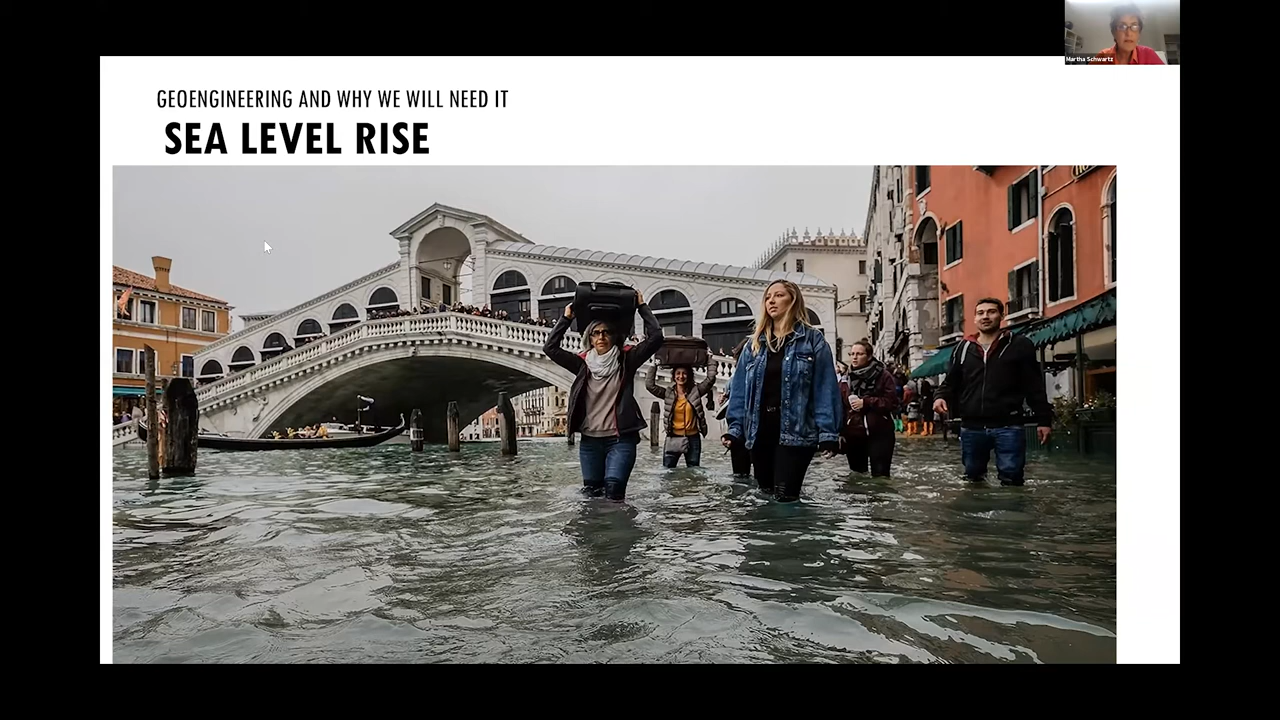 Martha Schwartz
GEOENGINEERING AND WHY WE WILL NEED IT
SEA LEVEL RISE